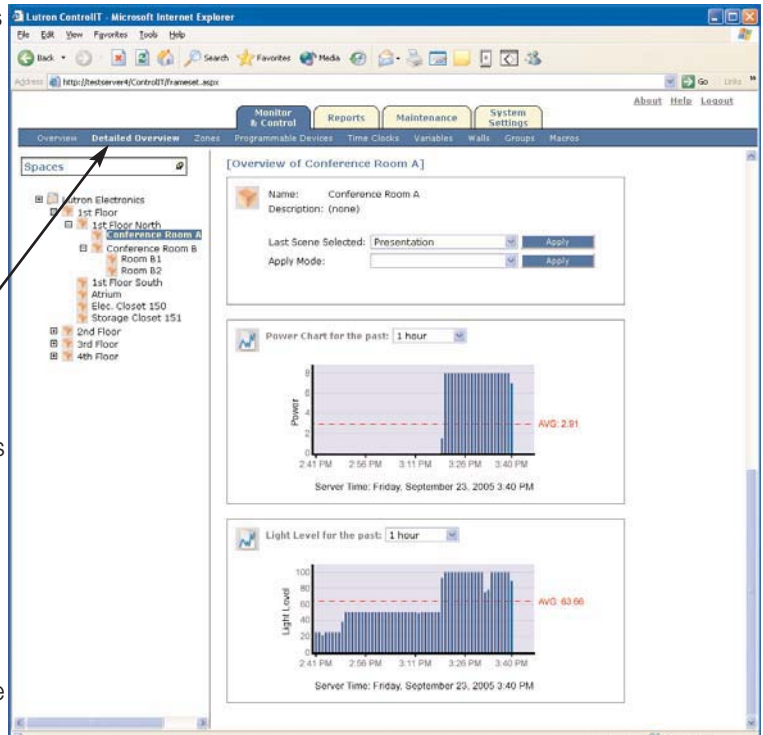 Lutron ControlIT - Microsoft Internet Explorer
File Edit View Favorites Tools Help
Back Search Favorites Media
Address http://testserver4/ControlIT/frameset.aspx Go Links
About Help Logout
Monitor & Control Reports Maintenance System Settings
Overview Detailed Overview Zones Programmable Devices Time Clocks Variables Walls Groups Macros
Spaces
Lutron Electronics
1st Floor
1st Floor North
Conference Room A
Conference Room B
Room B1
Room B2
1st Floor South
Atrium
Elec. Closet 150
Storage Closet 151
2nd Floor
3rd Floor
4th Floor
[Overview of Conference Room A]
Name: Conference Room A
Description: (none)
Last Scene Selected: Presentation Apply
Apply Mode: Apply
Power Chart for the past: 1 hour
8
6
4
2
0
Power
AVG: 2.91
2:41 PM 2:56 PM 3:11 PM 3:26 PM 3:40 PM
Server Time: Friday, September 23, 2005 3:40 PM
Light Level for the past: 1 hour
100
80
60
40
20
0
Light Level
AVG: 63.66
2:41 PM 2:56 PM 3:11 PM 3:26 PM 3:40 PM
Server Time: Friday, September 23, 2005 3:40 PM